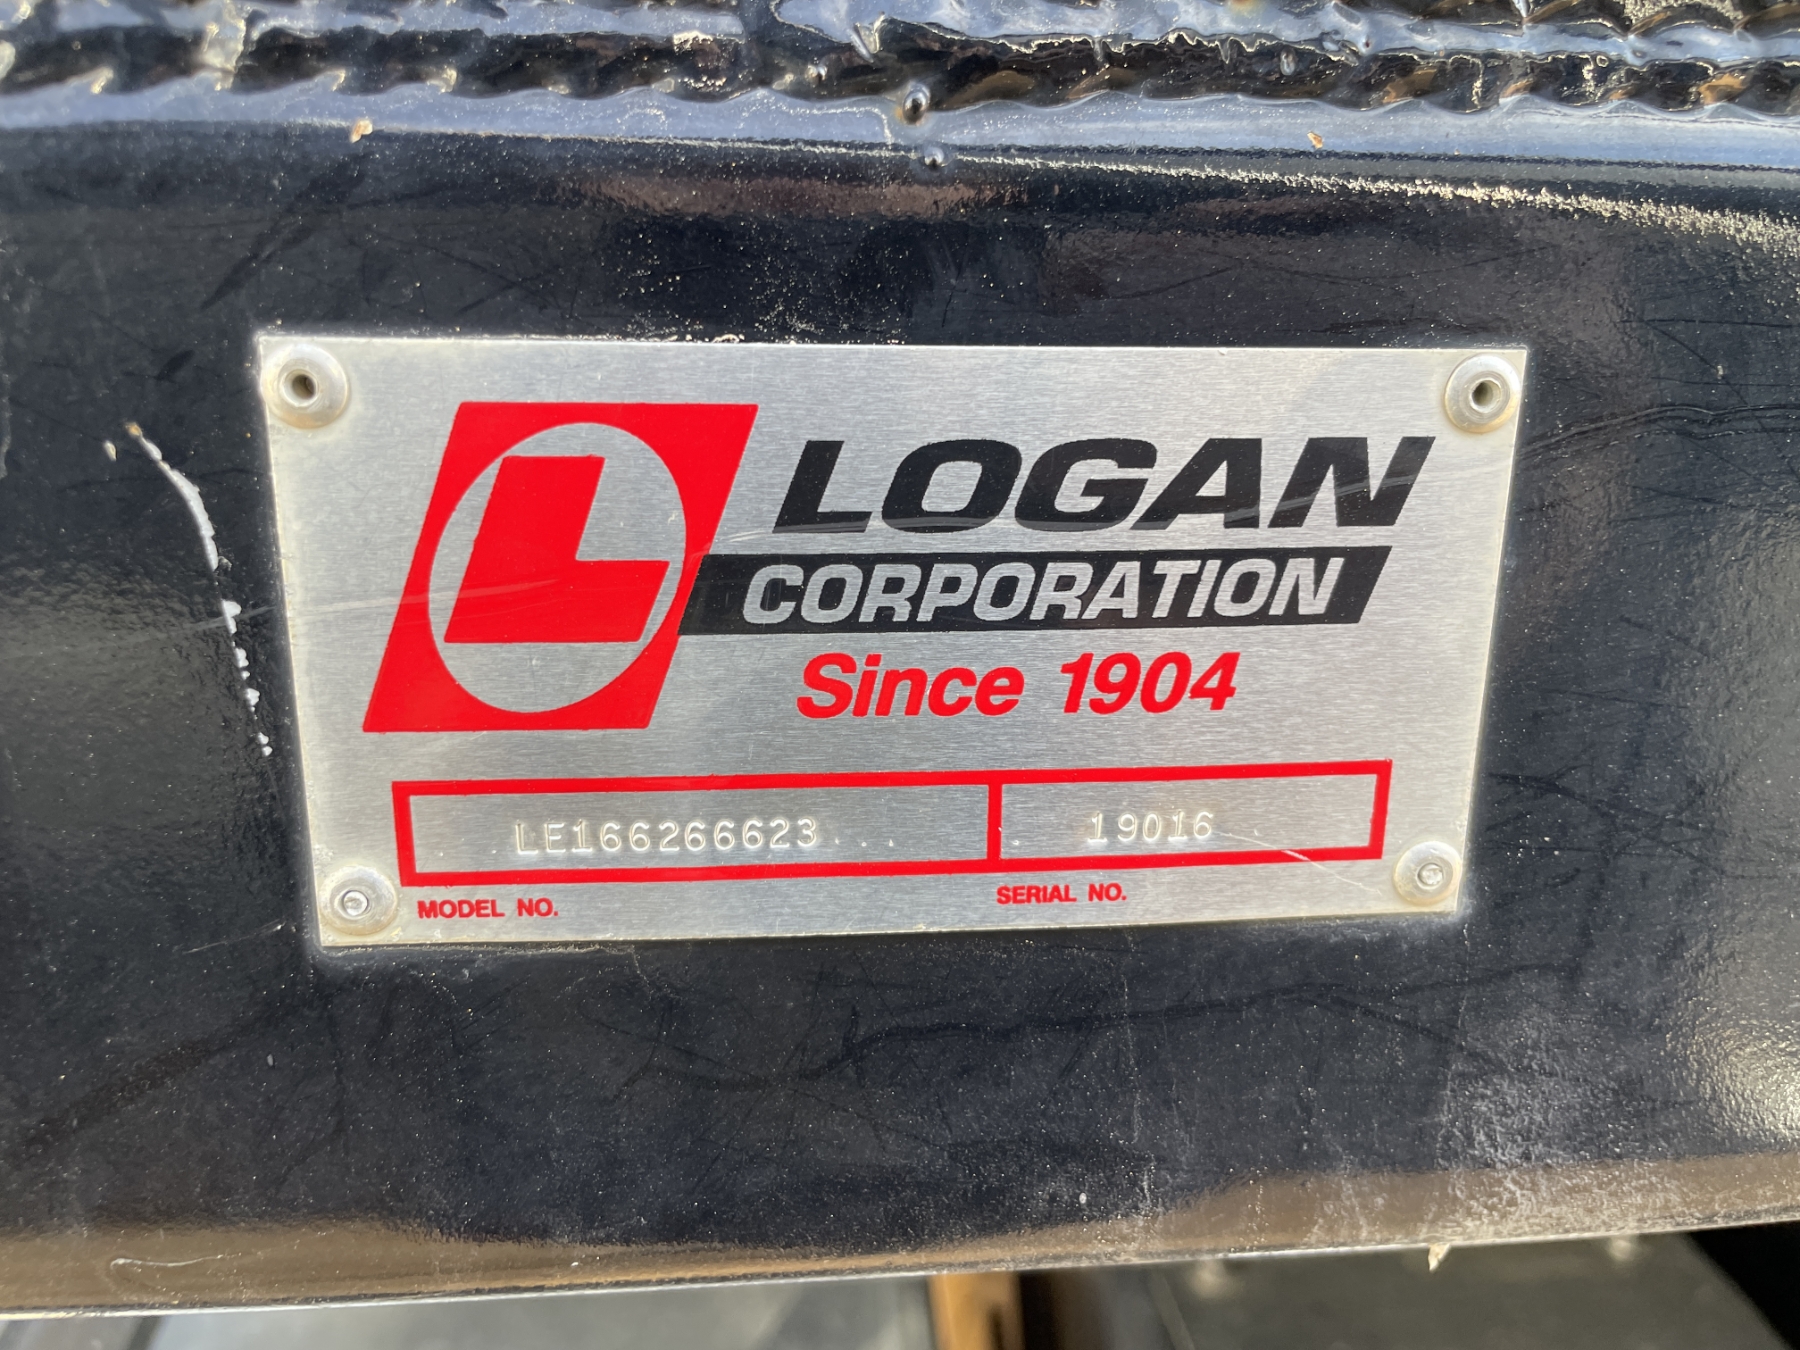 L
LOGAN
CORPORATION
Since 1904
LE166266623
19016
MODEL NO.
SERIAL NO.